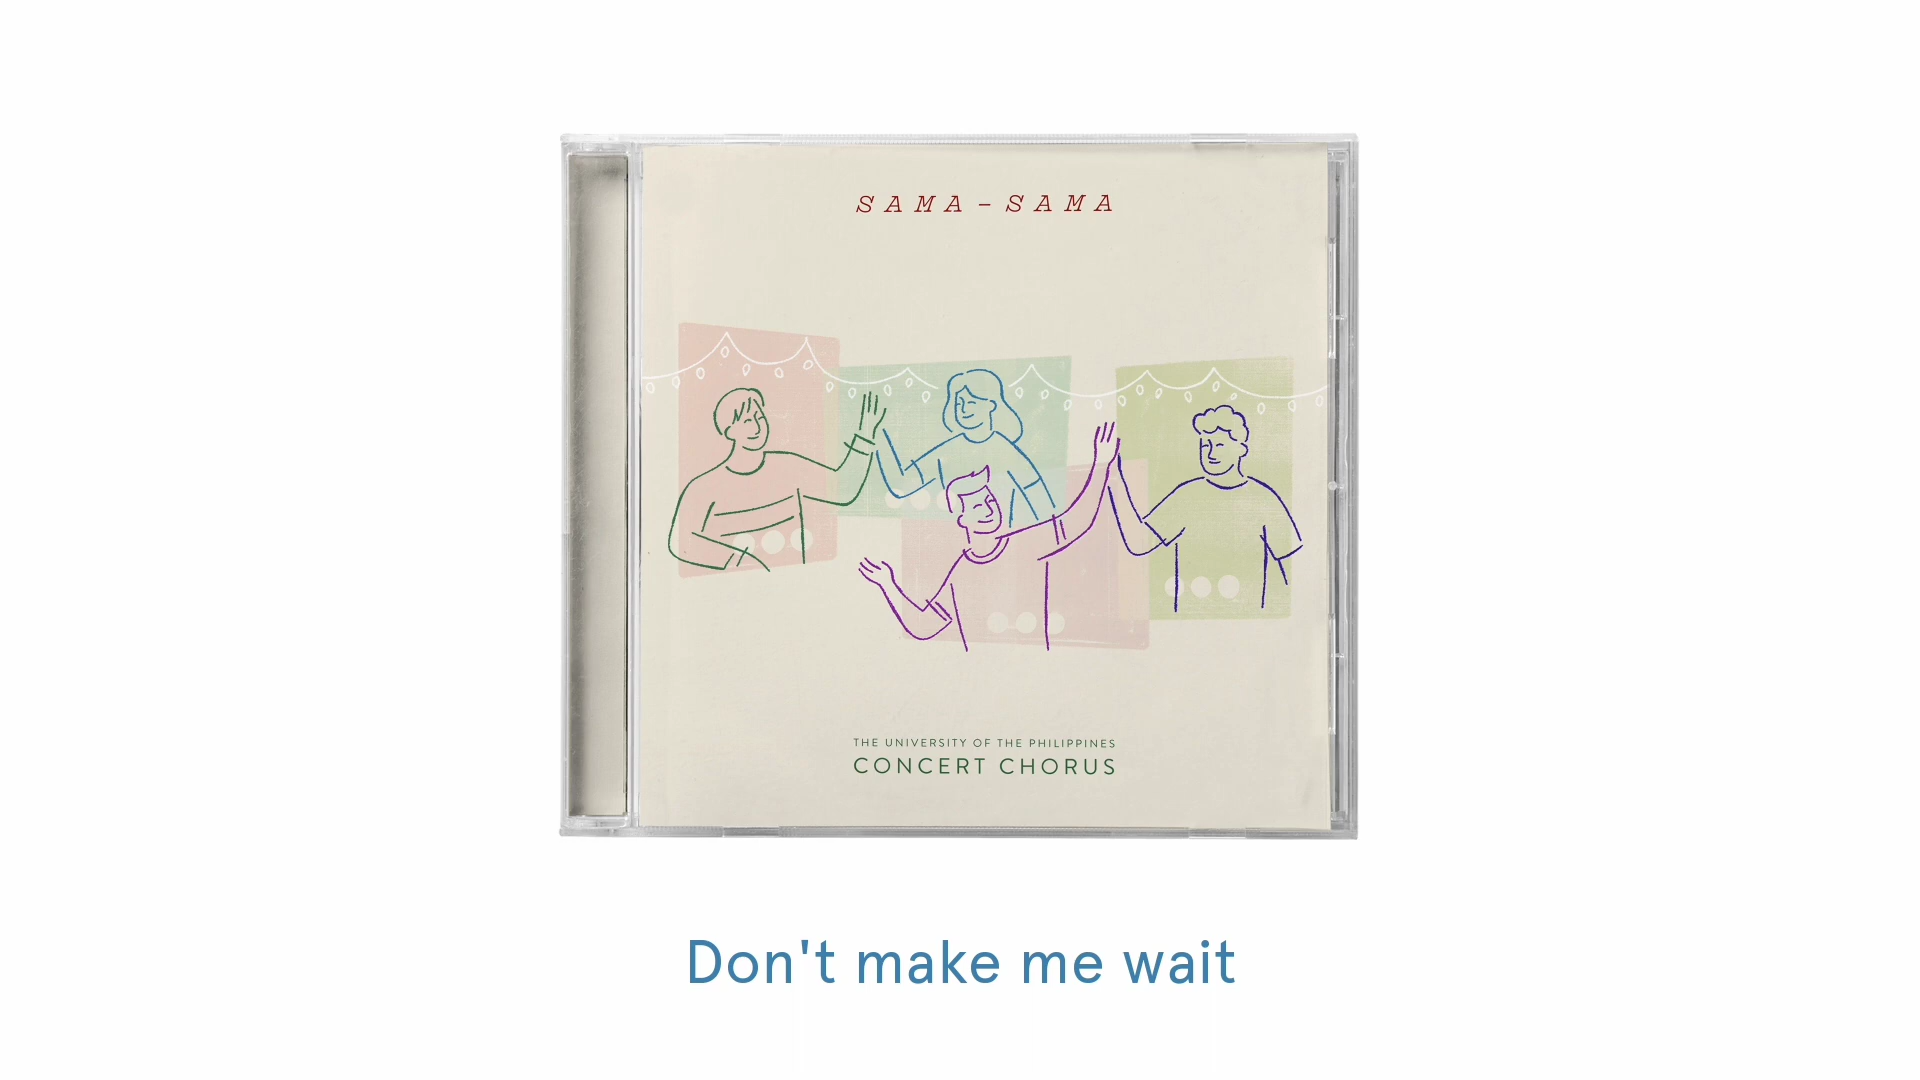 SAMA-SAMA
THE UNIVERSITY OF THE PHILIPPINES
CONCERT CHORUS
Don't make me wait